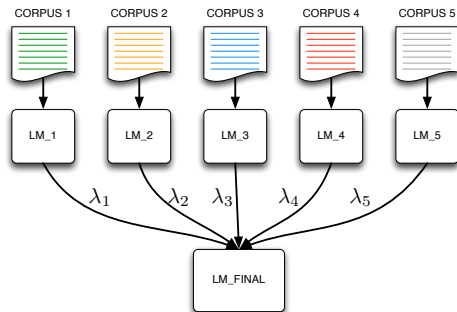 CORPUS 1 CORPUS 2 CORPUS 3 CORPUS 4 CORPUS 5
LM_1 LM_2 LM_3 LM_4 LM_5
λ1 λ2 λ3 λ4 λ5
LM_FINAL